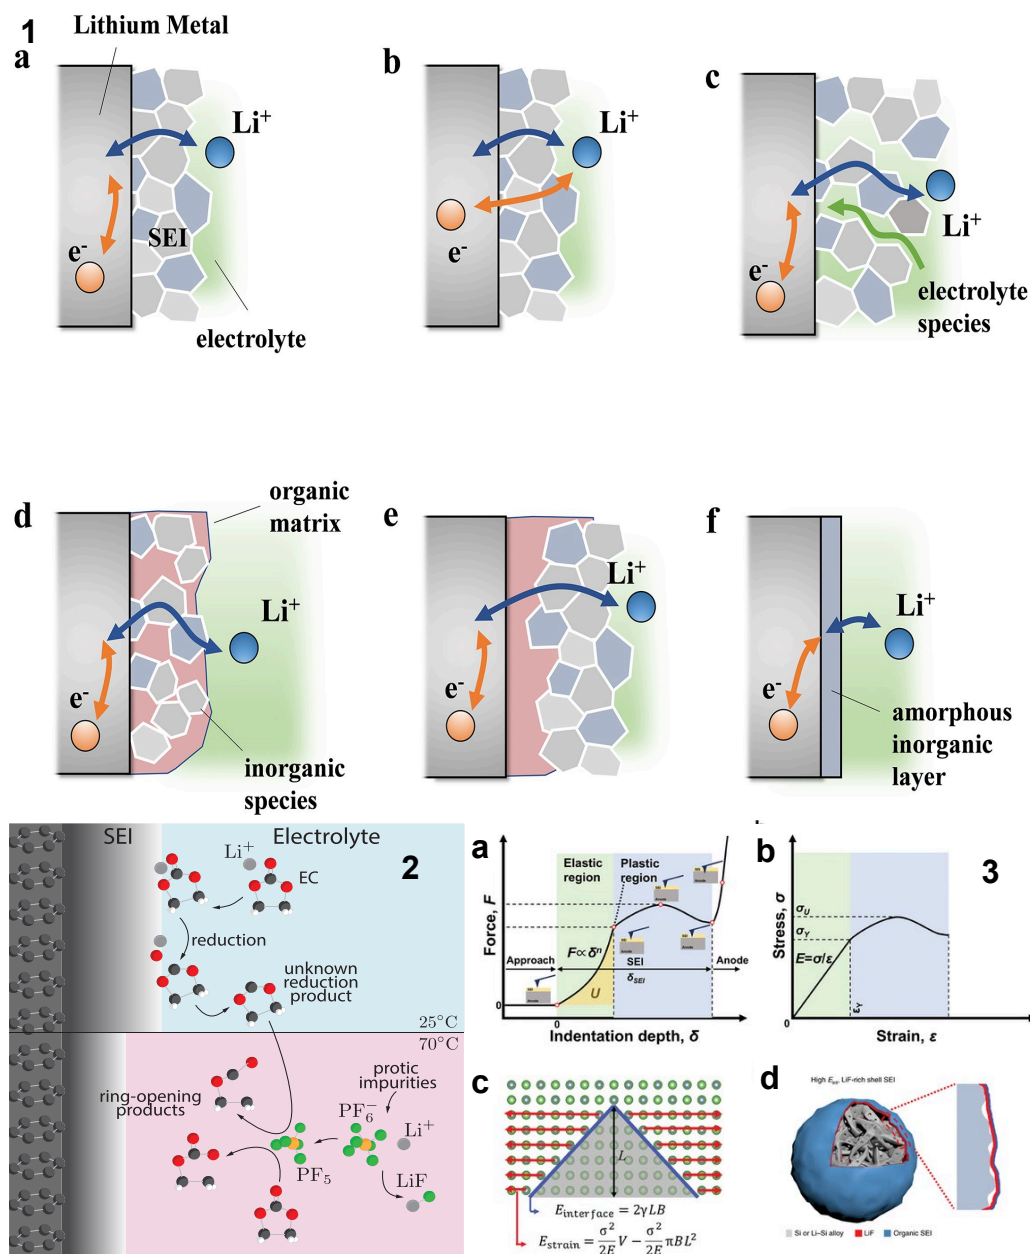 1
Lithium Metal
a
Li⁺
e⁻
SEI
electrolyte
b
Li⁺
e⁻
c
Li⁺
e⁻
electrolyte
species
d
organic
matrix
Li⁺
e⁻
inorganic
species
e
Li⁺
e⁻
f
Li⁺
e⁻
amorphous
inorganic
layer
2
SEI
Electrolyte
Li⁺
EC
reduction
unknown
reduction
product
25°C
70°C
ring-opening
products
protic
impurities
PF₆⁻
Li⁺
PF₅
LiF
3
a
Elastic
region
Plastic
region
Force, F
F∝δⁿ
SEI
δSEI
Approach
Anode
U
0
0
Indentation depth, δ
b
Stress, σ
σU
σY
E=σ/ε
εY
0
Strain, ε
c
L
E_interface = 2γLB
E_strain = σ²/2E V − σ²/2E πBL²
d
High E_int, LiF-rich shell SEI
Si or Li–Si alloy
LiF
Organic SEI